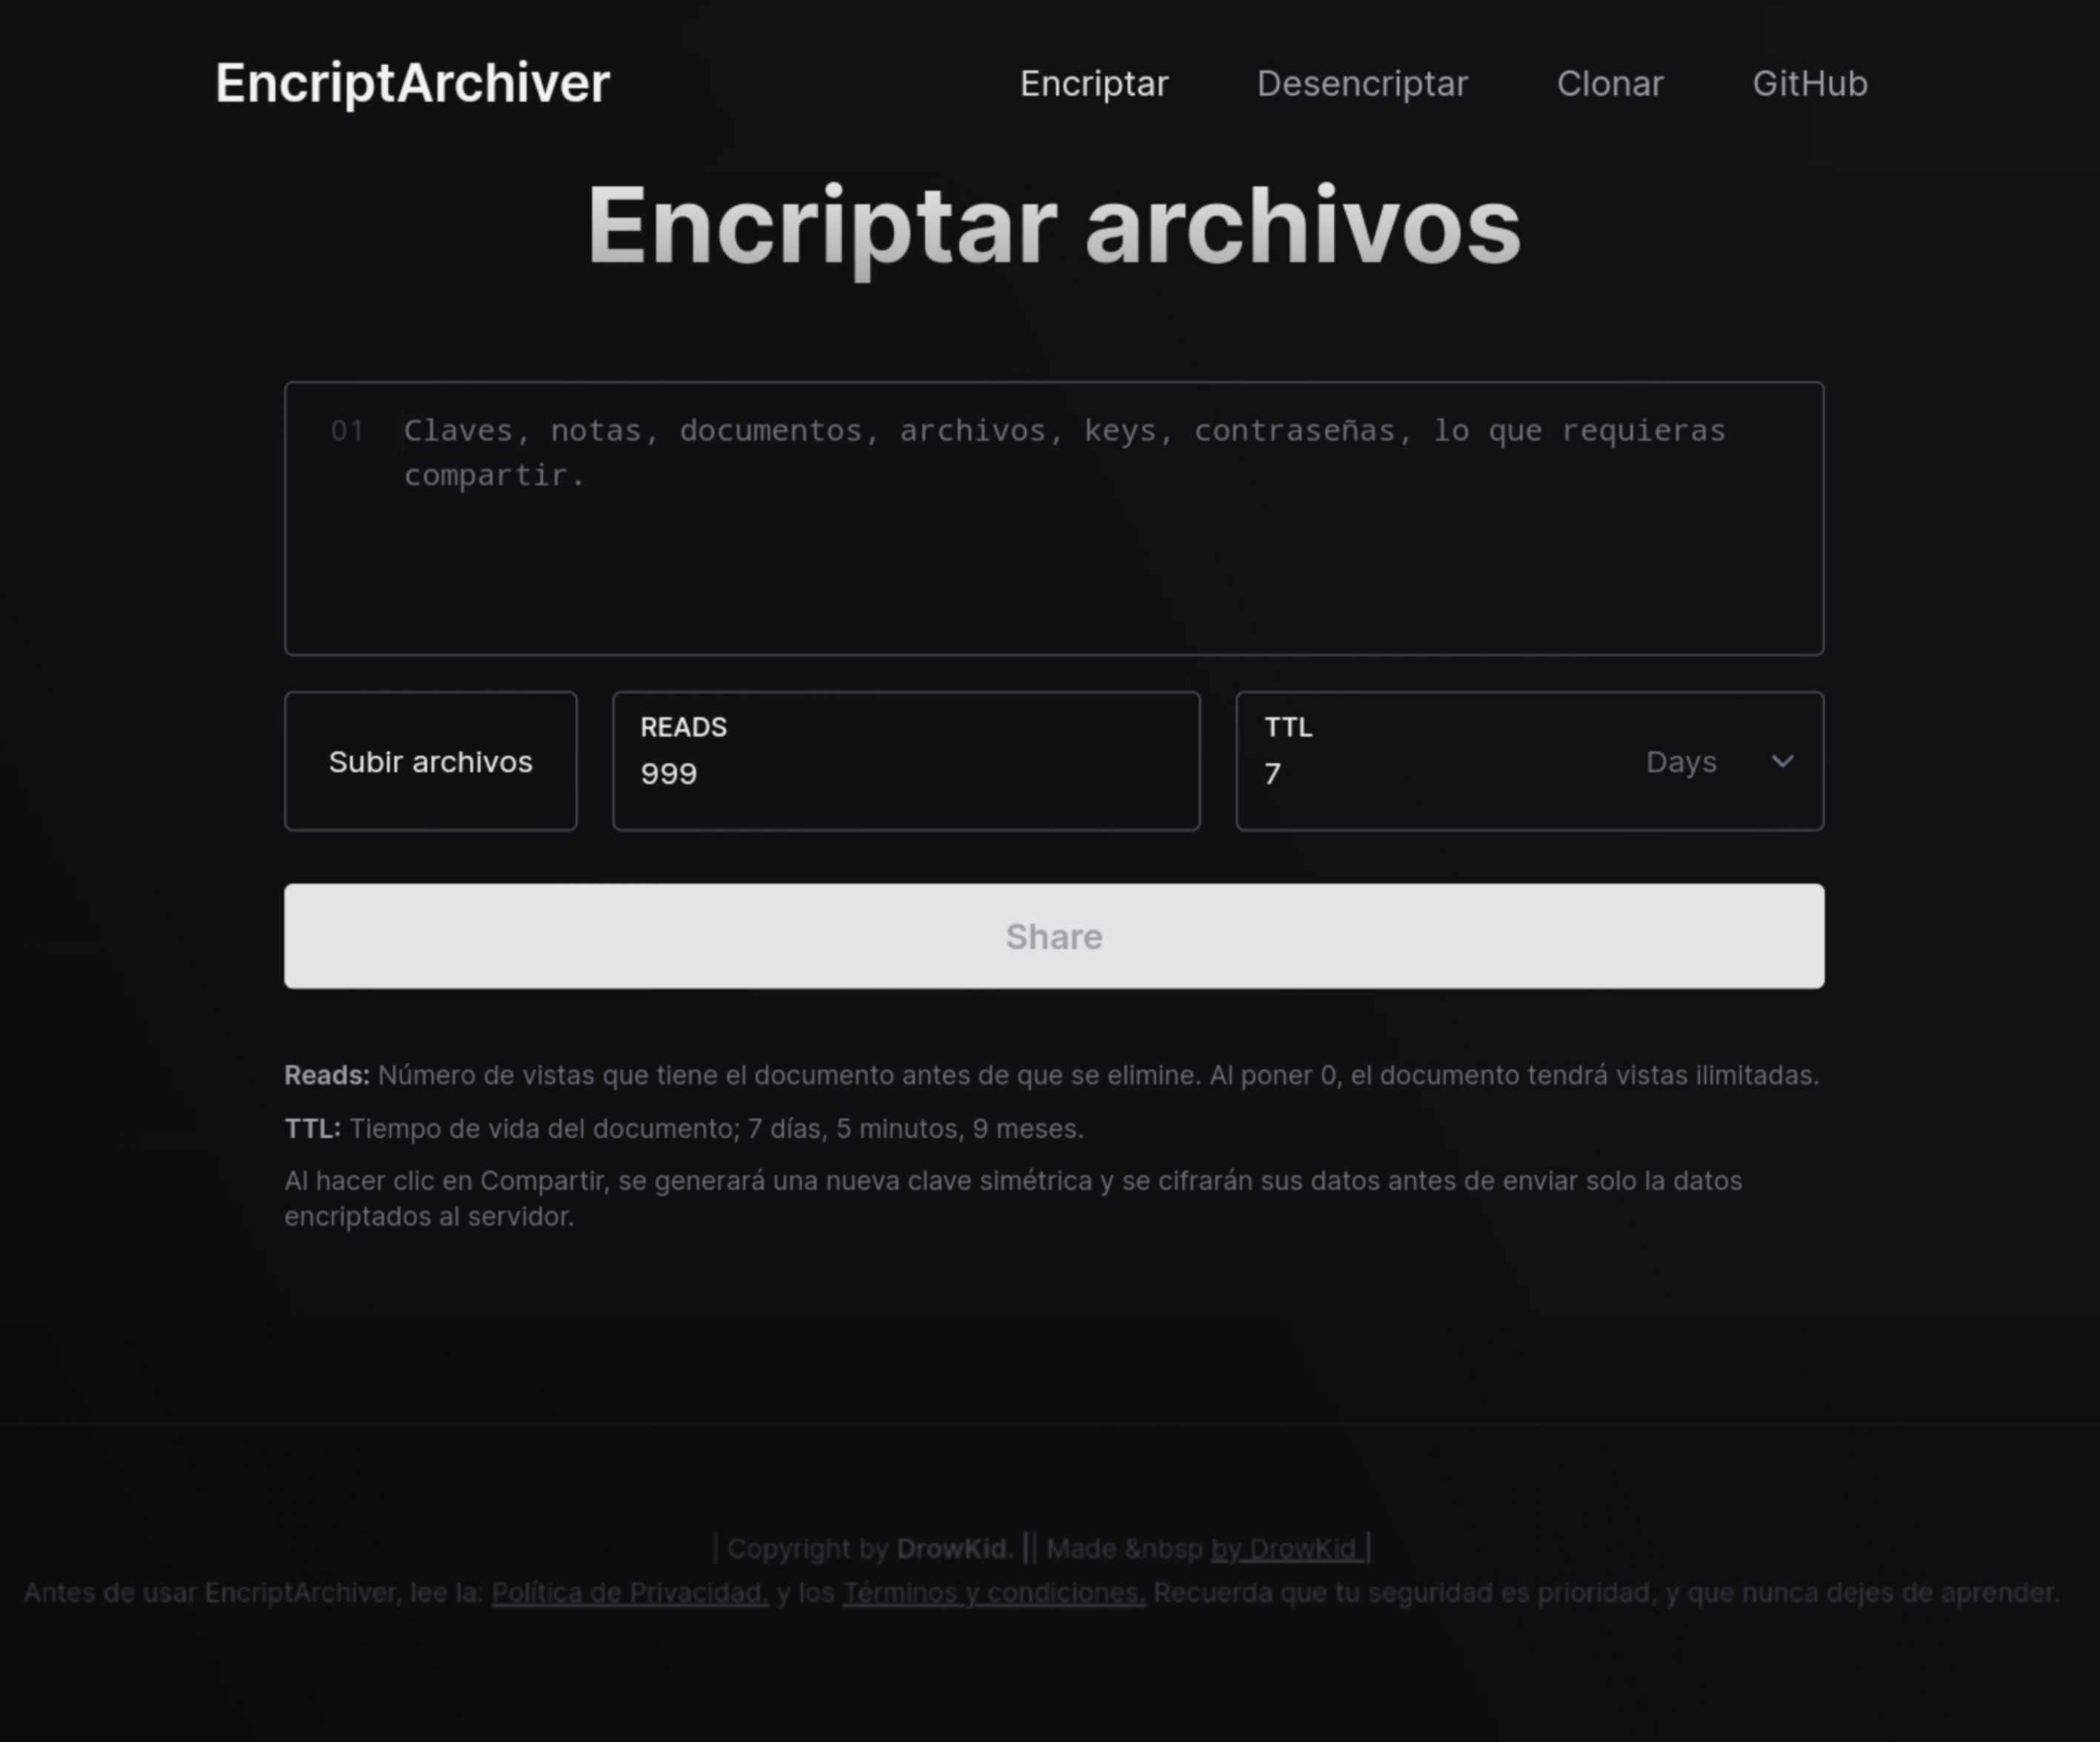 EncriptArchiver
Encriptar Desencriptar Clonar GitHub
Encriptar archivos
01 Claves, notas, documentos, archivos, keys, contraseñas, lo que requieras
compartir.
Subir archivos
READS
999
TTL
7
Days
Share
Reads: Número de vistas que tiene el documento antes de que se elimine. Al poner 0, el documento tendrá vistas ilimitadas.
TTL: Tiempo de vida del documento; 7 días, 5 minutos, 9 meses.
Al hacer clic en Compartir, se generará una nueva clave simétrica y se cifrarán sus datos antes de enviar solo la datos
encriptados al servidor.
| Copyright by DrowKid. || Made &nbsp by DrowKid |
Antes de usar EncriptArchiver, lee la: Política de Privacidad. y los Términos y condiciones. Recuerda que tu seguridad es prioridad, y que nunca dejes de aprender.